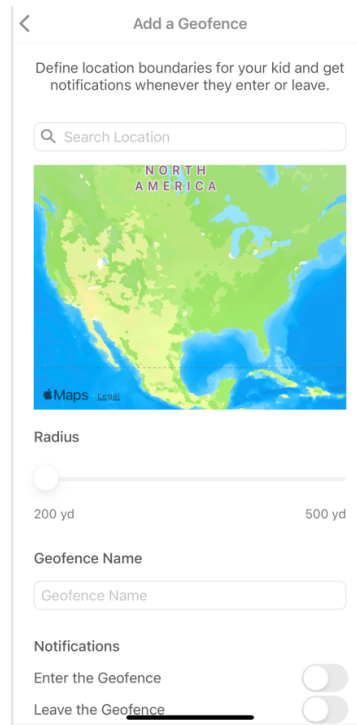 Add a Geofence
Define location boundaries for your kid and get
notifications whenever they enter or leave.
Search Location
NORTH
AMERICA
Maps Legal
Radius
200 yd 500 yd
Geofence Name
Geofence Name
Notifications
Enter the Geofence
Leave the Geofence